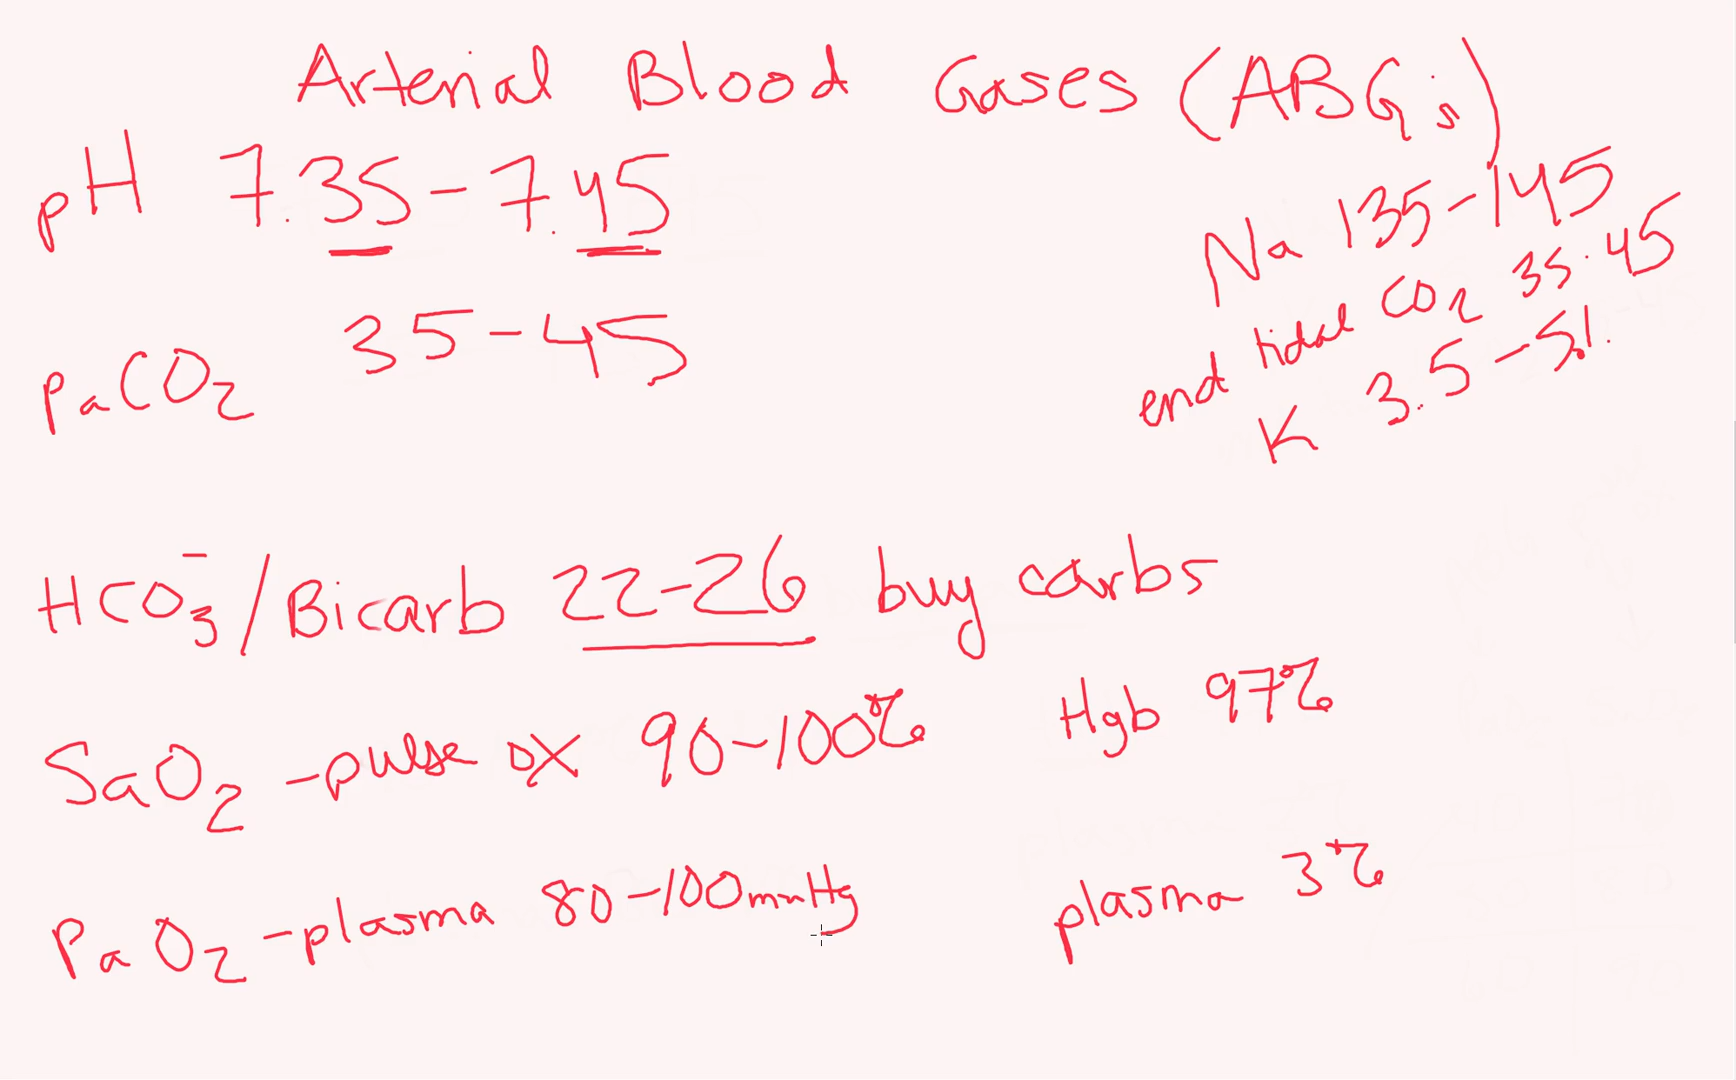 Arterial Blood Gases (ABG's)
pH 7.35-7.45
Na 135-145
end tidal CO2 35-45
K 3.5-5.1
PaCO2 35-45
HCO3⁻/Bicarb 22-26 buy carbs
SaO2 -pulse ox 90-100% Hgb 97%
PaO2 -plasma 80-100mmHg plasma 3%